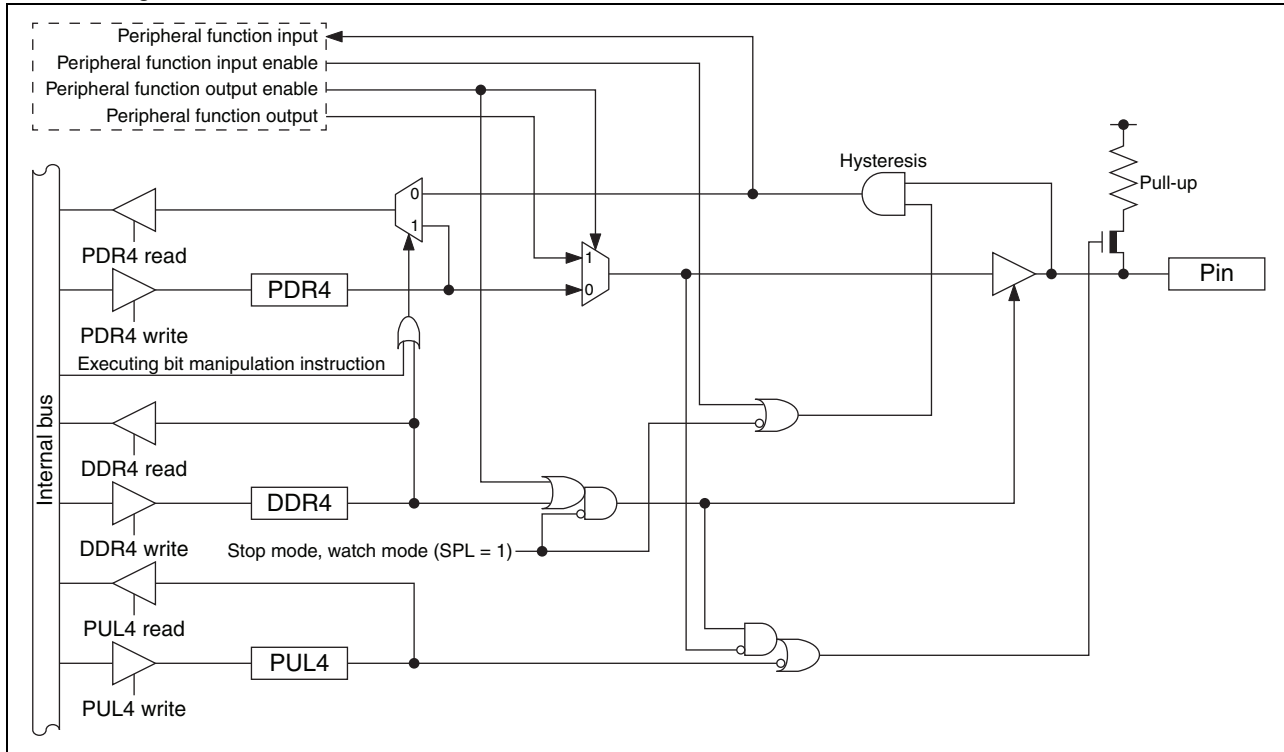 Peripheral function input
Peripheral function input enable
Peripheral function output enable
Peripheral function output
Hysteresis
Pull-up
0
1
PDR4 read
1
0
PDR4
Pin
PDR4 write
Executing bit manipulation instruction
Internal bus
DDR4 read
DDR4
DDR4 write
Stop mode, watch mode (SPL = 1)
PUL4 read
PUL4
PUL4 write